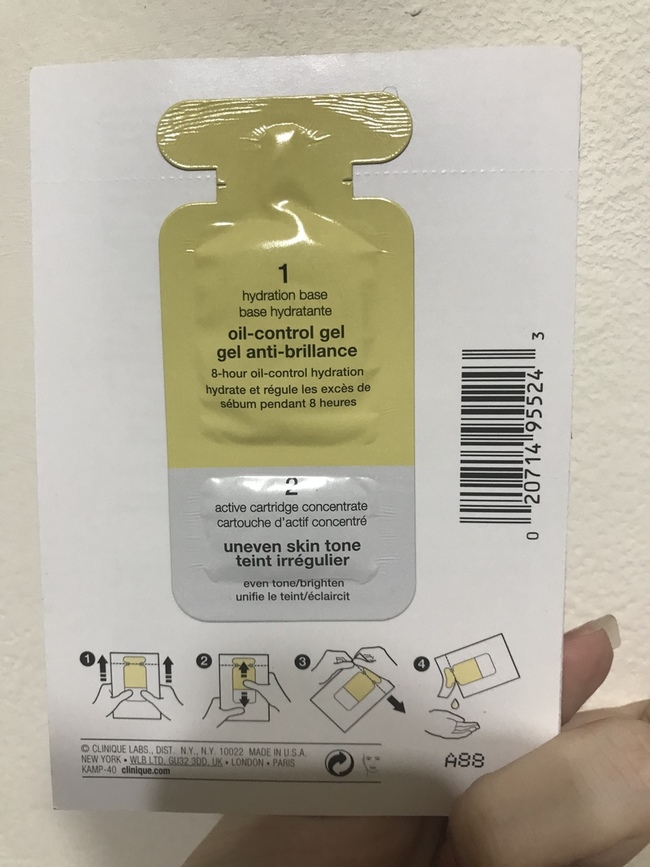 1
hydration base
base hydratante
oil-control gel
gel anti-brillance
8-hour oil-control hydration
hydrate et régule les excès de
sébum pendant 8 heures
2
active cartridge concentrate
cartouche d'actif concentré
uneven skin tone
teint irrégulier
even tone/brighten
unifie le teint/éclaircit
0 20714 95524 3
1
2
3
4
© CLINIQUE LABS., DIST. N.Y., N.Y. 10022 MADE IN U.S.A.
NEW YORK • WLB LTD. GU32 3DD, UK • LONDON • PARIS
KAMP-40 clinique.com
A88